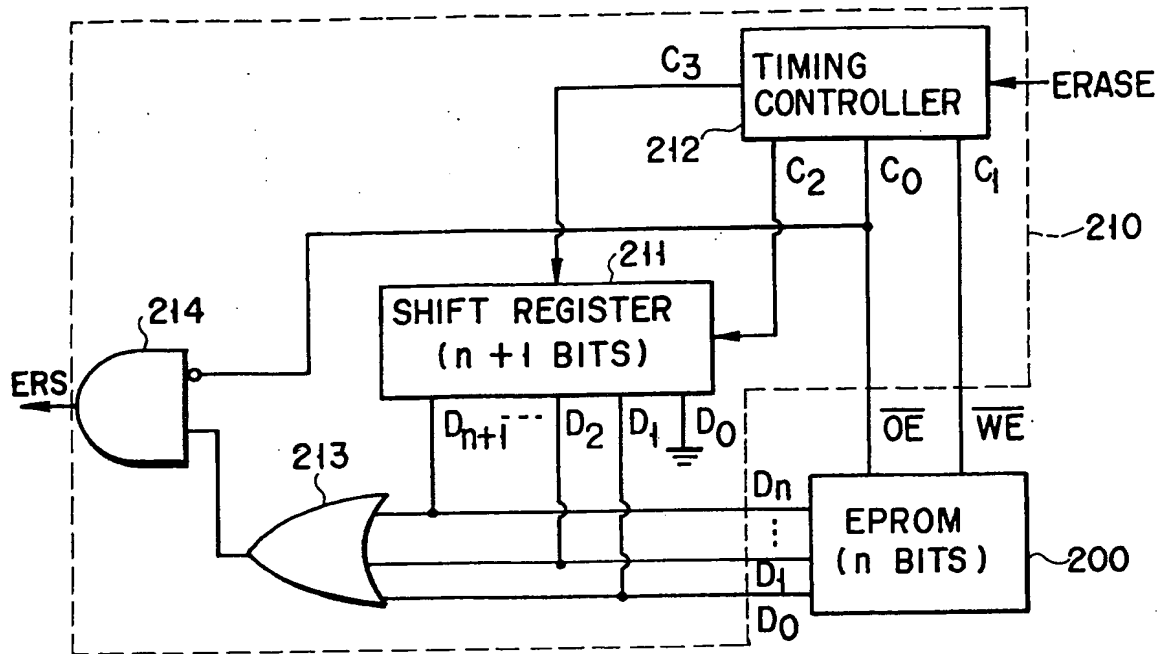 C3
TIMING
CONTROLLER
ERASE
212
C2
C0
C1
210
211
SHIFT REGISTER
(n+1 BITS)
214
ERS
Dn+1
D2
D1
D0
OE
WE
213
Dn
EPROM
(n BITS)
D1
D0
200